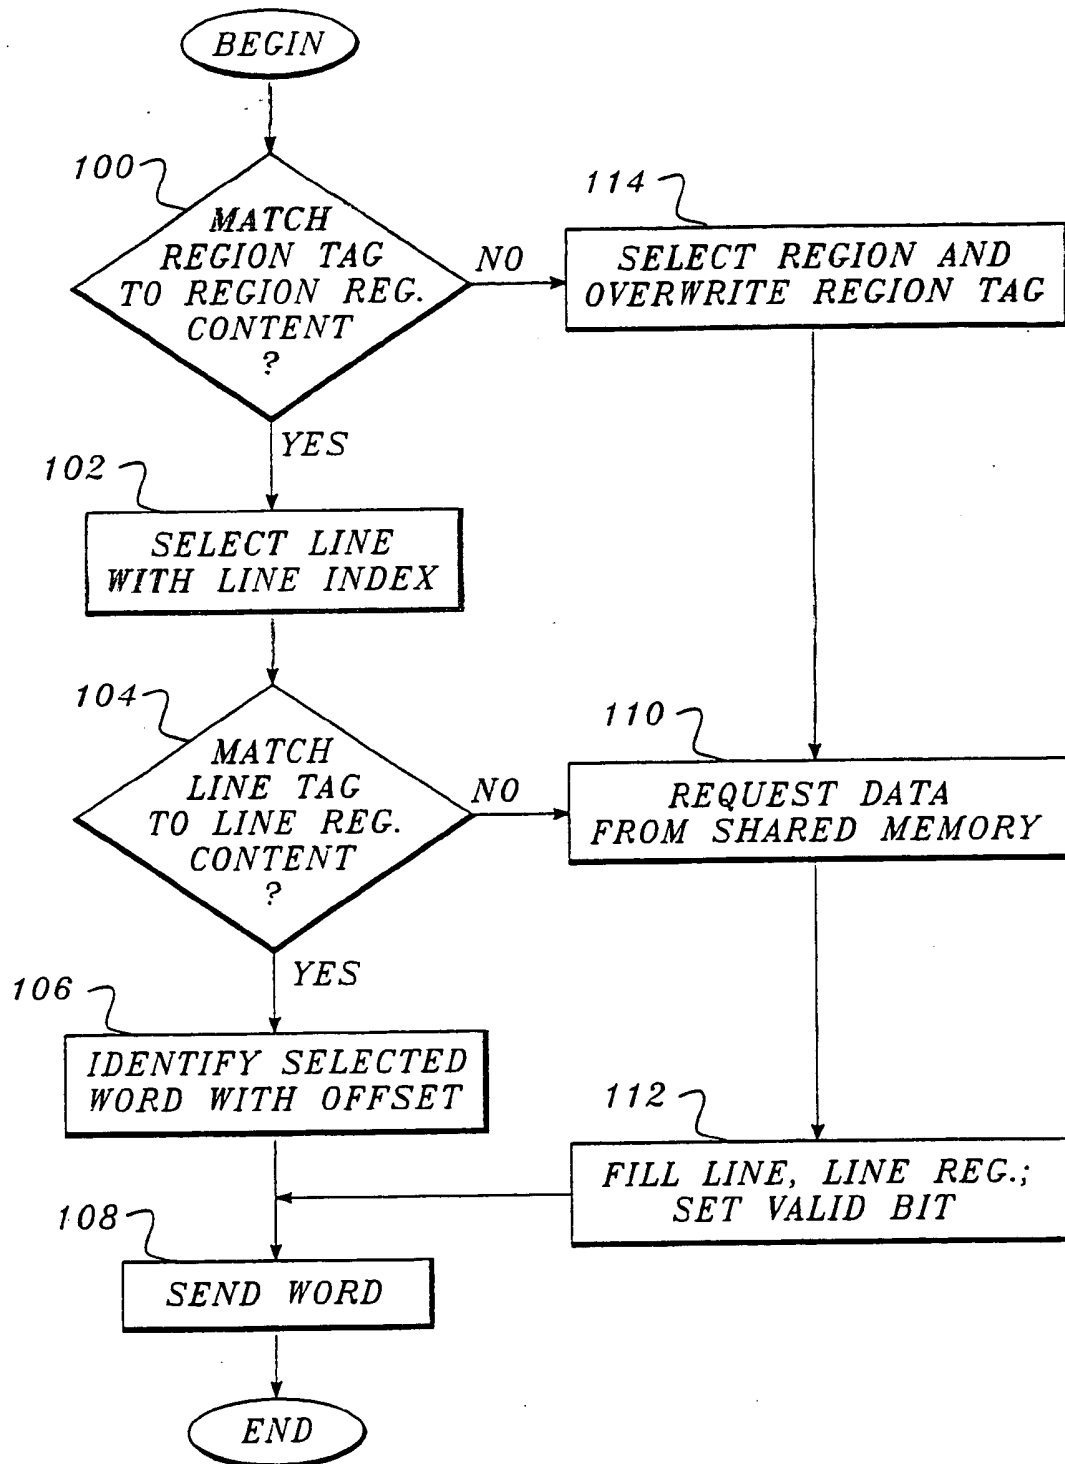 BEGIN
100
MATCH
REGION TAG
TO REGION REG.
CONTENT
?
NO
114
SELECT REGION AND
OVERWRITE REGION TAG
YES
102
SELECT LINE
WITH LINE INDEX
104
MATCH
LINE TAG
TO LINE REG.
CONTENT
?
NO
110
REQUEST DATA
FROM SHARED MEMORY
YES
106
IDENTIFY SELECTED
WORD WITH OFFSET
112
FILL LINE, LINE REG.;
SET VALID BIT
108
SEND WORD
END